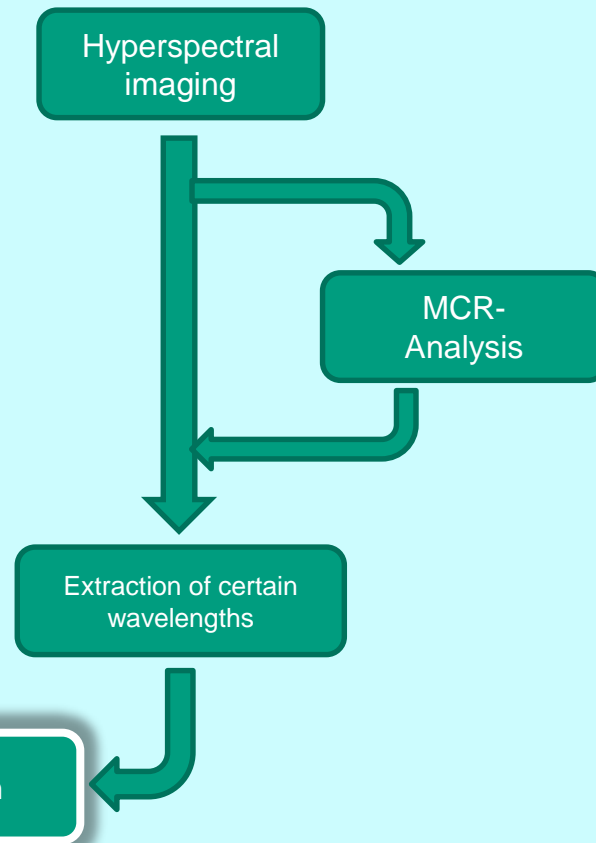 Hyperspectral
imaging
MCR-
Analysis
Extraction of certain
wavelengths